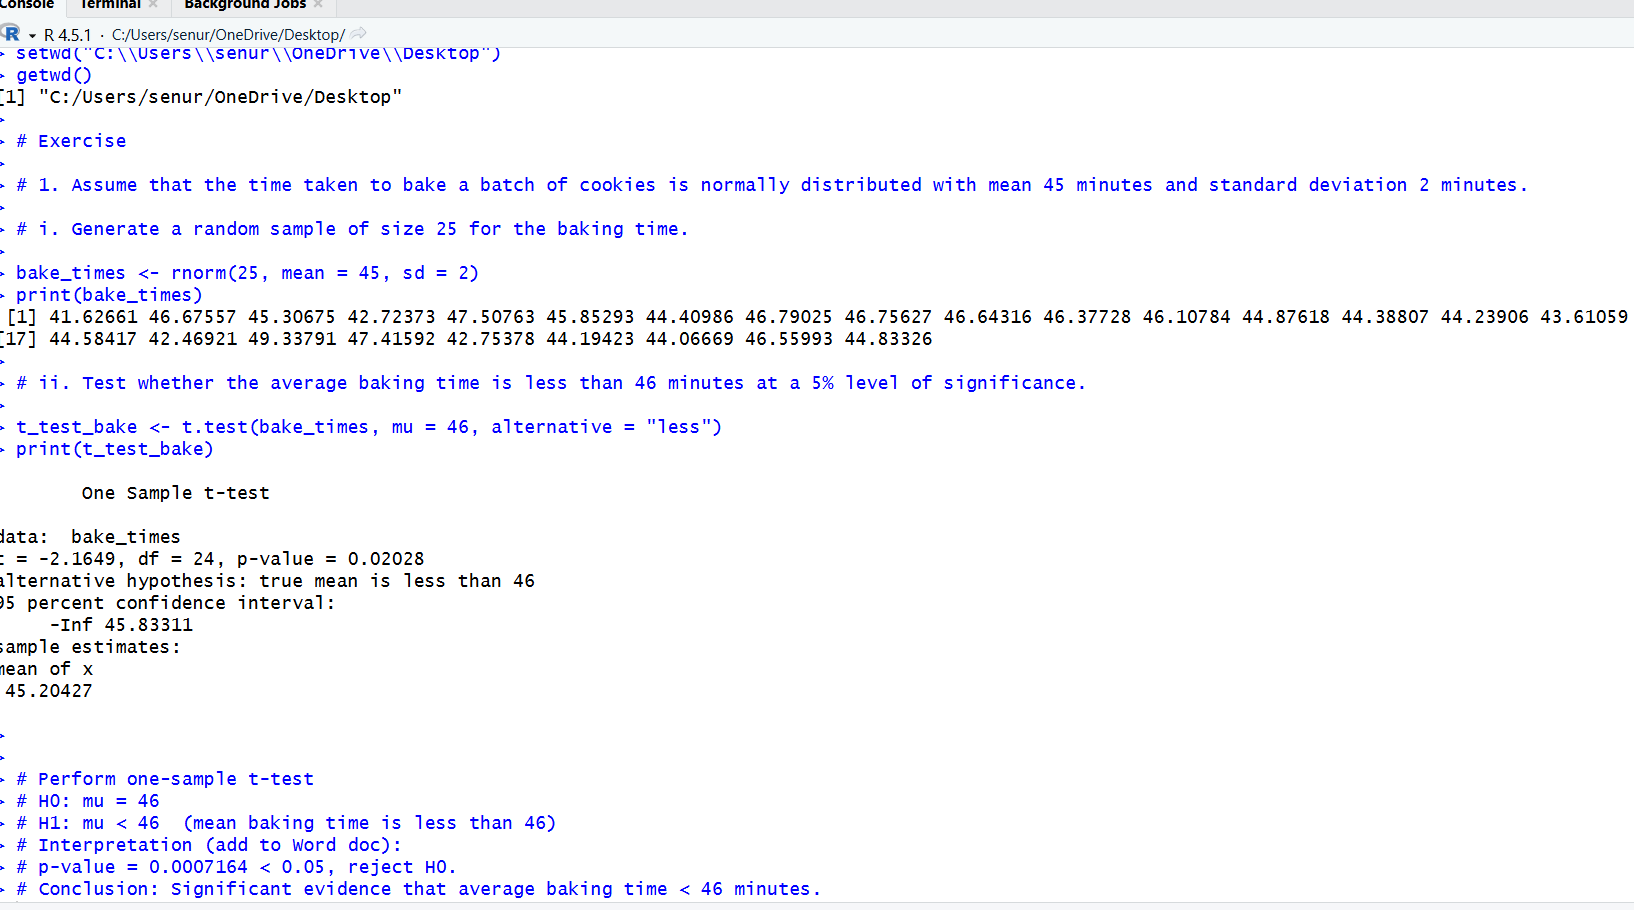 Console Terminal × Background Jobs ×
R 4.5.1 · C:/Users/senur/OneDrive/Desktop/
> setwd("C:\\Users\\senur\\OneDrive\\Desktop")
> getwd()
[1] "C:/Users/senur/OneDrive/Desktop"
>
> # Exercise
>
> # 1. Assume that the time taken to bake a batch of cookies is normally distributed with mean 45 minutes and standard deviation 2 minutes.
>
> # i. Generate a random sample of size 25 for the baking time.
>
> bake_times <- rnorm(25, mean = 45, sd = 2)
> print(bake_times)
[1] 41.62661 46.67557 45.30675 42.72373 47.50763 45.85293 44.40986 46.79025 46.75627 46.64316 46.37728 46.10784 44.87618 44.38807 44.23906 43.61059
[17] 44.58417 42.46921 49.33791 47.41592 42.75378 44.19423 44.06669 46.55993 44.83326
>
> # ii. Test whether the average baking time is less than 46 minutes at a 5% level of significance.
>
> t_test_bake <- t.test(bake_times, mu = 46, alternative = "less")
> print(t_test_bake)
One Sample t-test
data: bake_times
t = -2.1649, df = 24, p-value = 0.02028
alternative hypothesis: true mean is less than 46
95 percent confidence interval:
-Inf 45.83311
sample estimates:
mean of x
45.20427
>
>
> # Perform one-sample t-test
> # H0: mu = 46
> # H1: mu < 46 (mean baking time is less than 46)
> # Interpretation (add to Word doc):
> # p-value = 0.0007164 < 0.05, reject H0.
> # Conclusion: Significant evidence that average baking time < 46 minutes.